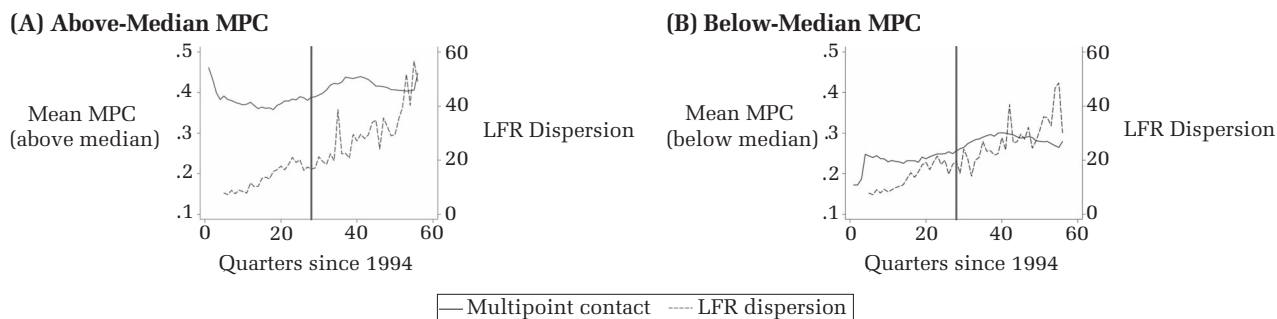 (A) Above-Median MPC
.5
.4
.3
.2
.1
Mean MPC
(above median)
60
40
20
0
LFR Dispersion
0 20 40 60
Quarters since 1994
(B) Below-Median MPC
.5
.4
.3
.2
.1
Mean MPC
(below median)
60
40
20
0
LFR Dispersion
0 20 40 60
Quarters since 1994
Multipoint contact LFR dispersion